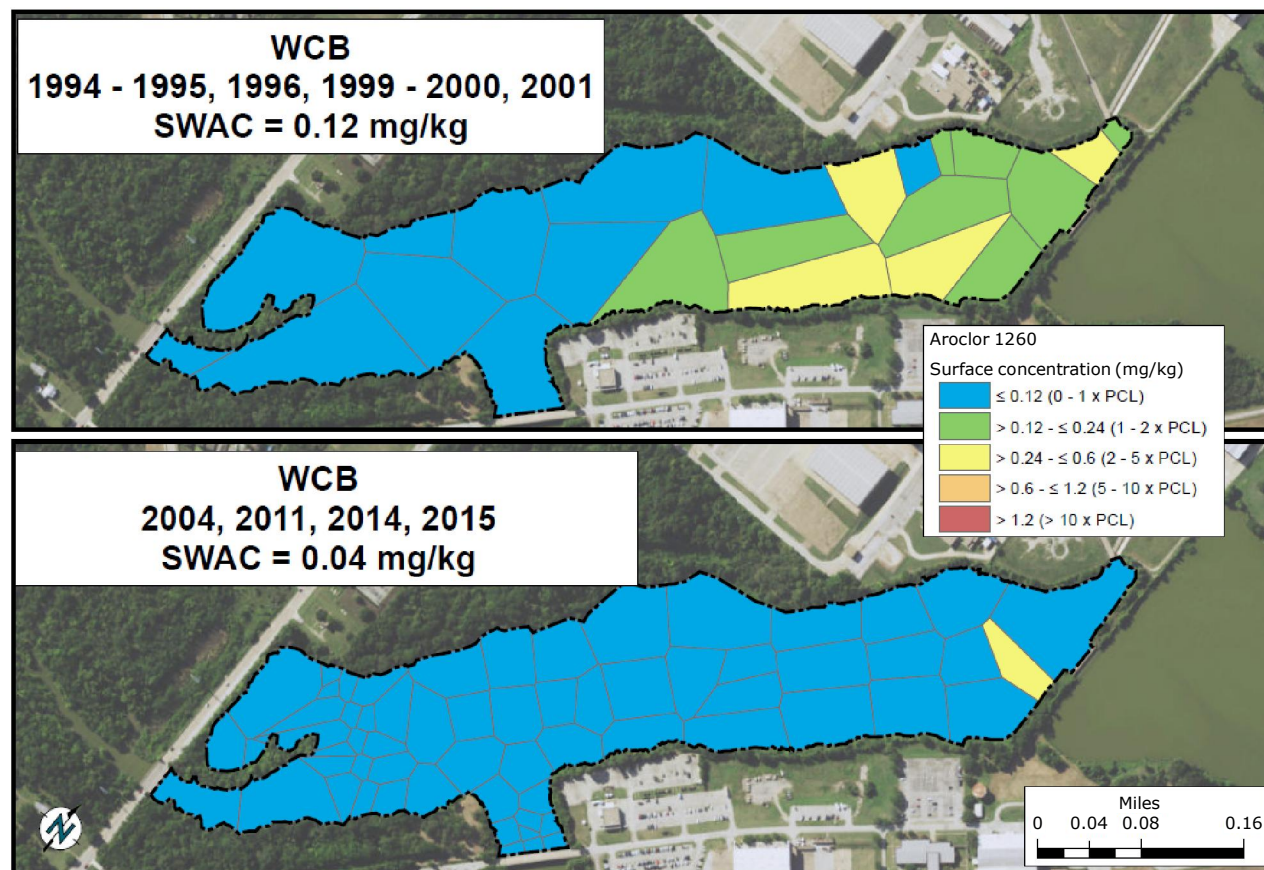 WCB
1994 - 1995, 1996, 1999 - 2000, 2001
SWAC = 0.12 mg/kg
Aroclor 1260
Surface concentration (mg/kg)
≤ 0.12 (0 - 1 x PCL)
> 0.12 - ≤ 0.24 (1 - 2 x PCL)
> 0.24 - ≤ 0.6 (2 - 5 x PCL)
> 0.6 - ≤ 1.2 (5 - 10 x PCL)
> 1.2 (> 10 x PCL)
WCB
2004, 2011, 2014, 2015
SWAC = 0.04 mg/kg
N
Miles
0 0.04 0.08 0.16